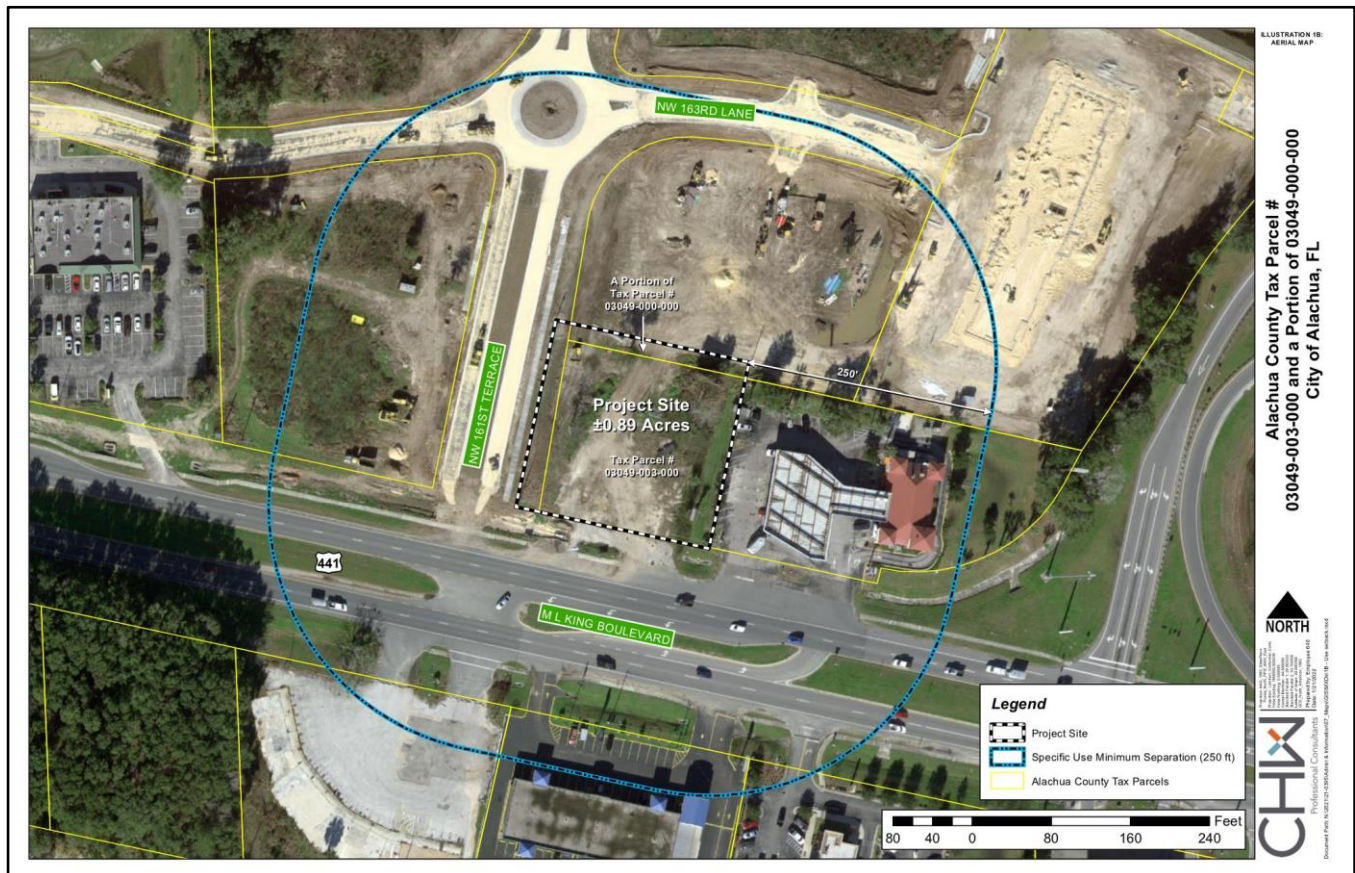 ILLUSTRATION 1B:
AERIAL MAP
Alachua County Tax Parcel #
03049-003-000 and a Portion of 03049-000-000
City of Alachua, FL
NW 163RD LANE
A Portion of
Tax Parcel #
03049-000-000
250'
NW 161ST TERRACE
Project Site
±0.89 Acres
Tax Parcel #
03049-003-000
441
M L KING BOULEVARD
NORTH
Legend
Project Site
Specific Use Minimum Separation (250 ft)
Alachua County Tax Parcels
80 40 0 80 160 240 Feet
CHW
Professional Consultants